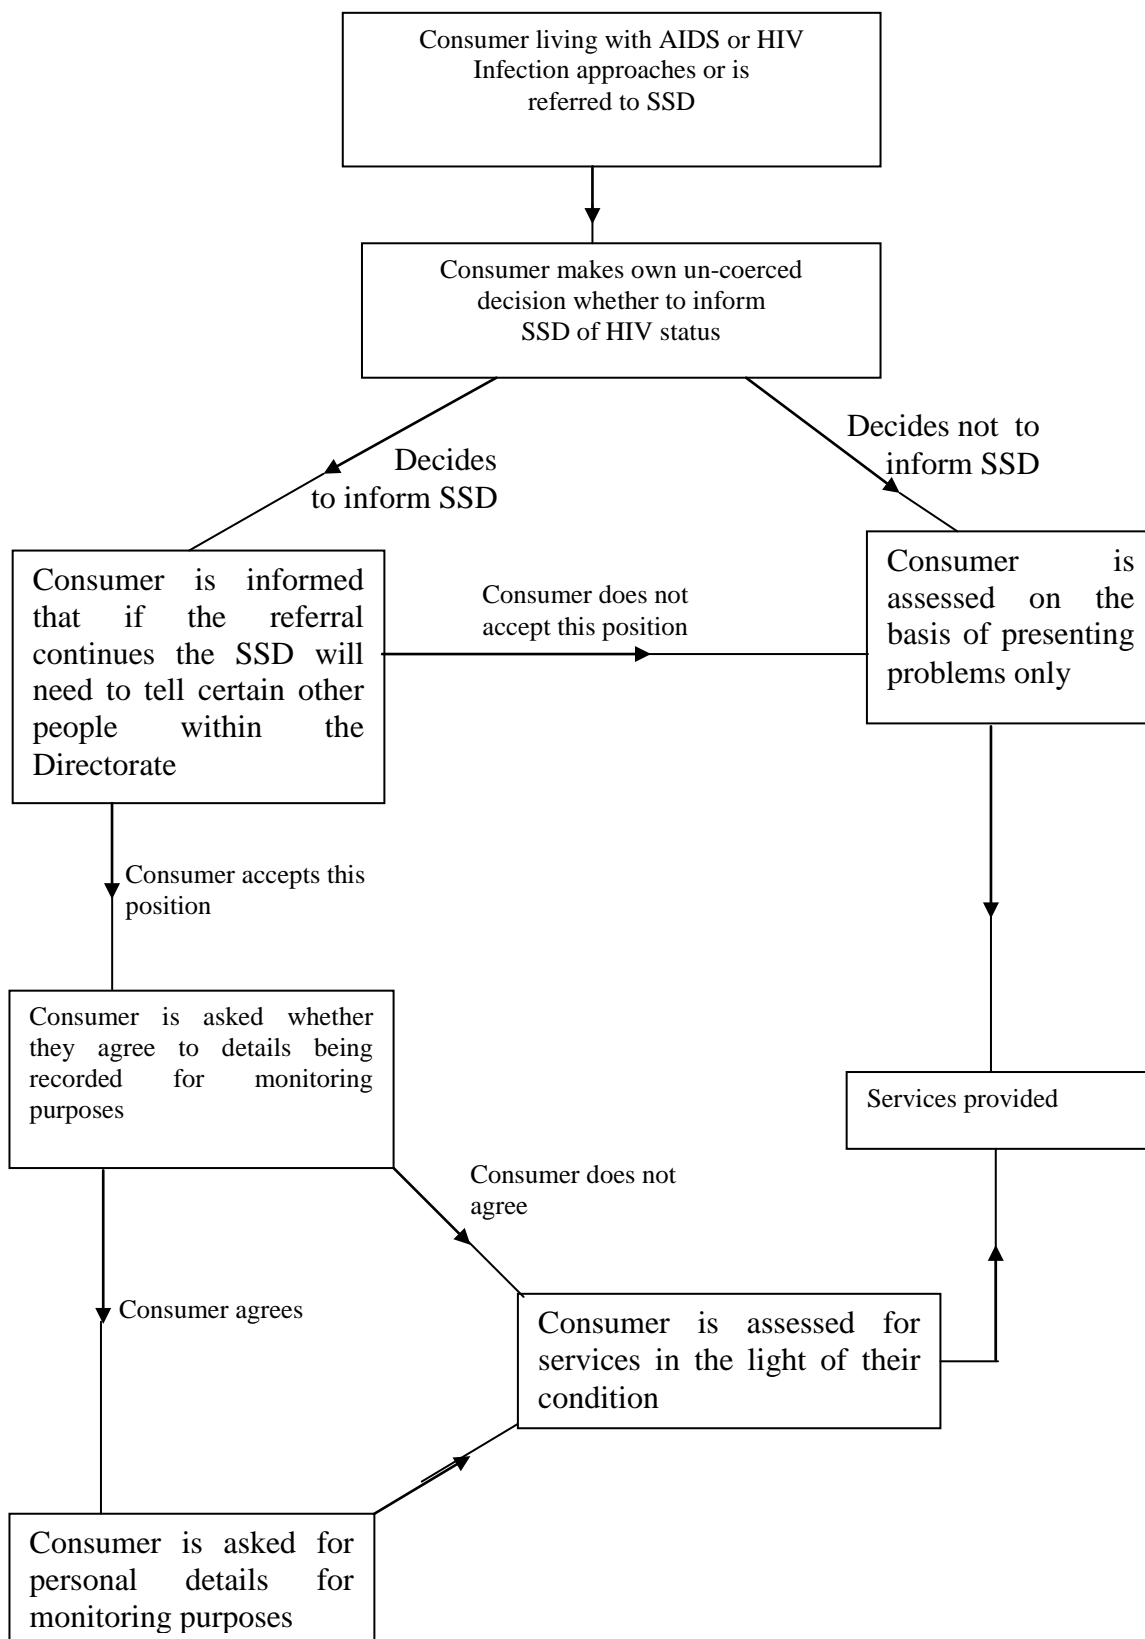 Consumer living with AIDS or HIV
Infection approaches or is
referred to SSD
Consumer makes own un-coerced
decision whether to inform
SSD of HIV status
Decides
to inform SSD
Decides not to
inform SSD
Consumer is informed
that if the referral
continues the SSD will
need to tell certain other
people within the
Directorate
Consumer does not
accept this position
Consumer is
assessed on the
basis of presenting
problems only
Consumer accepts this
position
Consumer is asked whether
they agree to details being
recorded for monitoring
purposes
Services provided
Consumer does not
agree
Consumer agrees
Consumer is assessed for
services in the light of their
condition
Consumer is asked for
personal details for
monitoring purposes